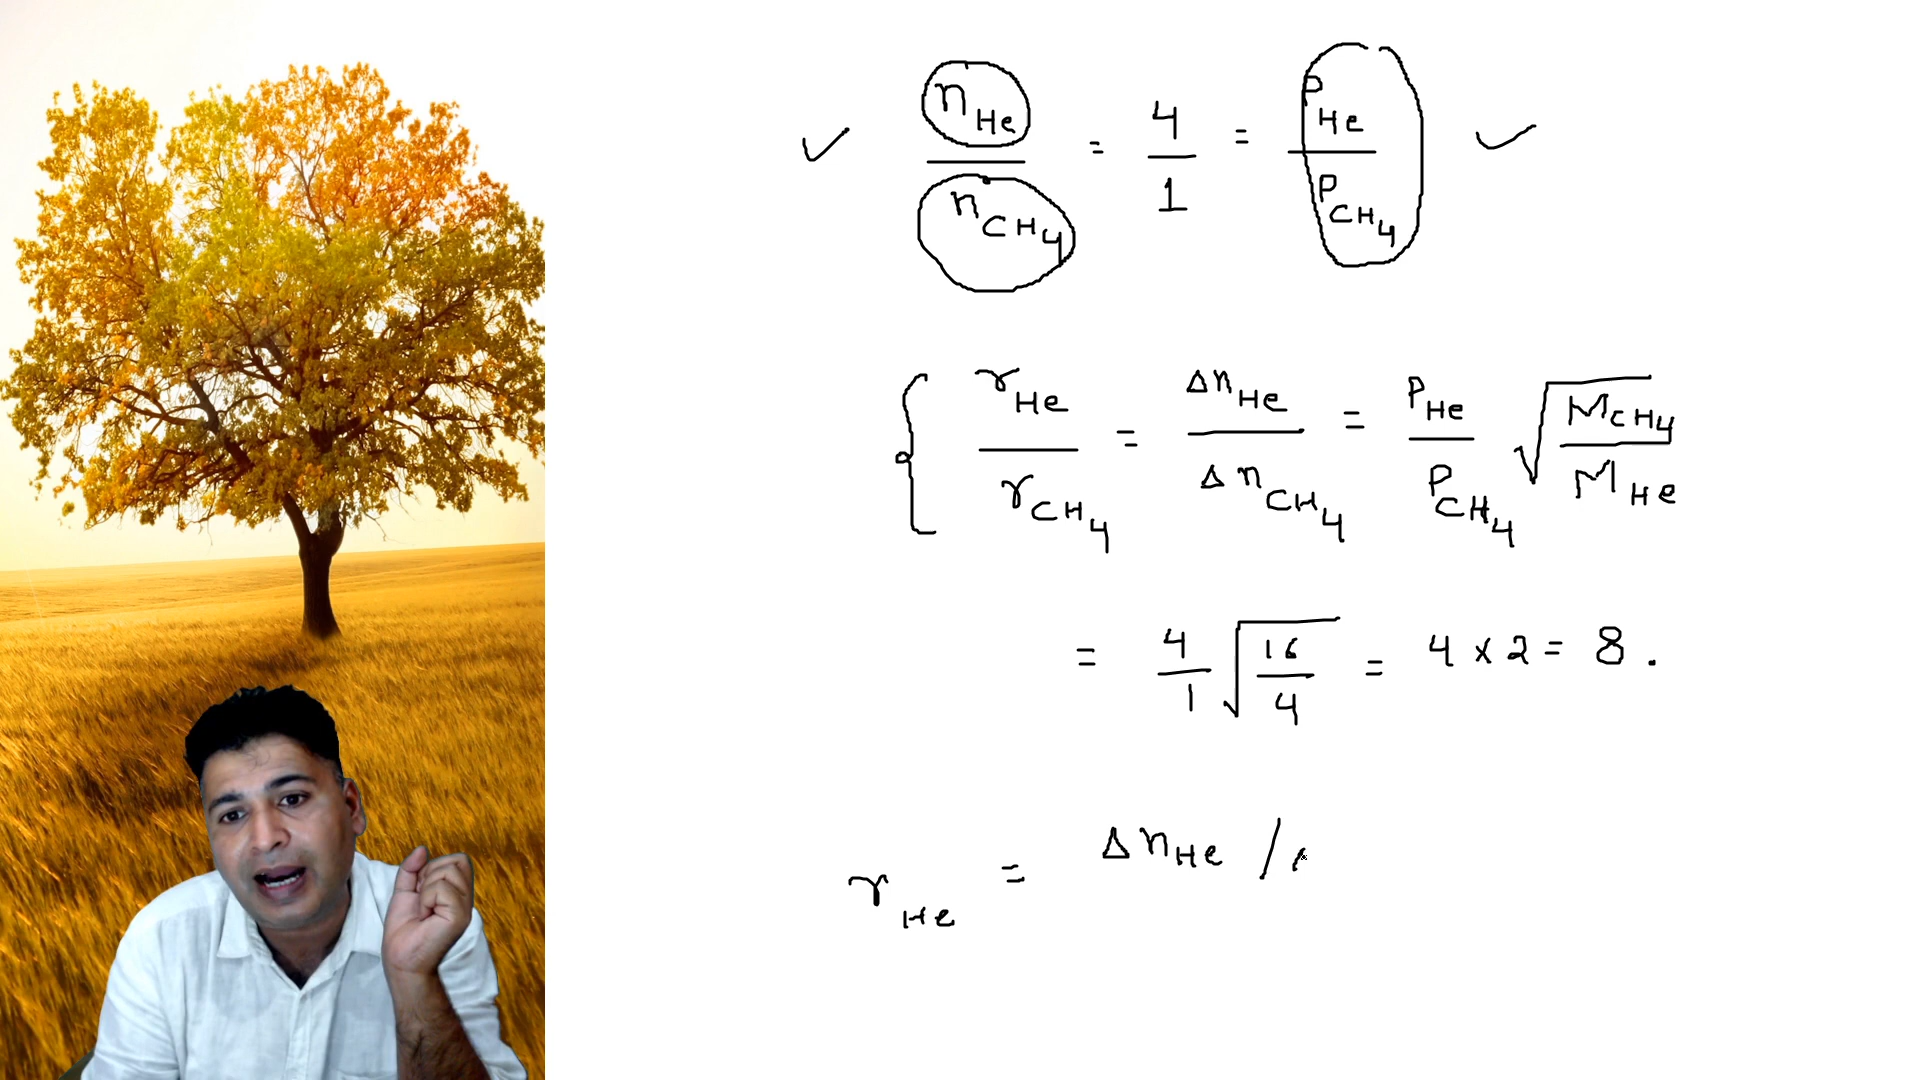 ✓ n_He / n_CH4 = 4 / 1 = P_He / P_CH4 ✓
{ r_He / r_CH4 = Δn_He / Δn_CH4 = P_He / P_CH4 √(M_CH4 / M_He)
= 4 / 1 √(16 / 4) = 4 × 2 = 8.
r_He = Δn_He /